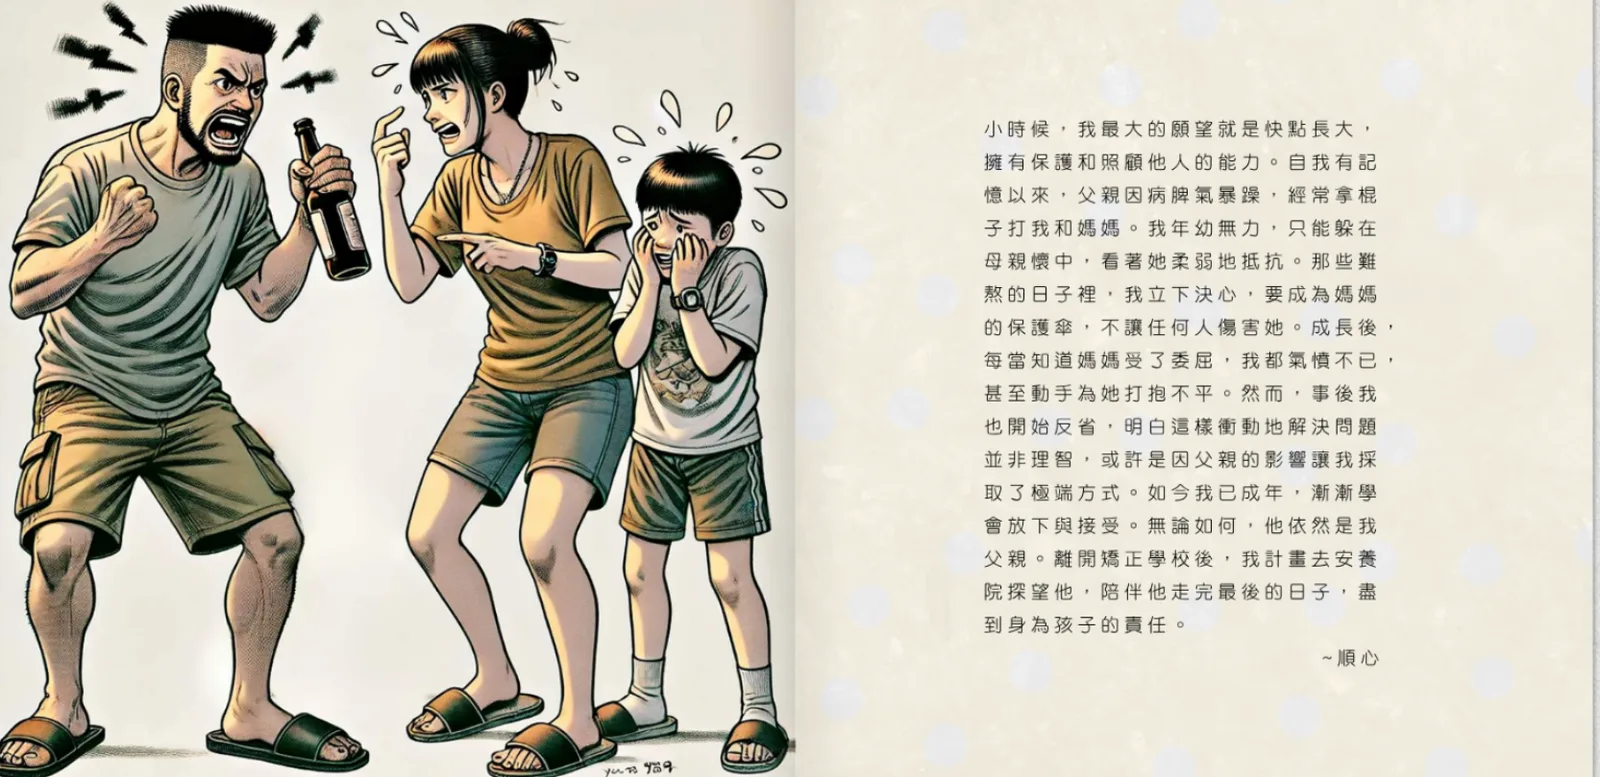 小時候，我最大的願望就是快點長大，
擁有保護和照顧他人的能力。自我有記
憶以來，父親因病脾氣暴躁，經常拿棍
子打我和媽媽。我年幼無力，只能躲在
母親懷中，看著她柔弱地抵抗。那些難
熬的日子裡，我立下決心，要成為媽媽
的保護傘，不讓任何人傷害她。成長後，
每當知道媽媽受了委屈，我都氣憤不已，
甚至動手為她打抱不平。然而，事後我
也開始反省，明白這樣衝動地解決問題
並非理智，或許是因父親的影響讓我採
取了極端方式。如今我已成年，漸漸學
會放下與接受。無論如何，他依然是我
父親。離開矯正學校後，我計畫去安養
院探望他，陪伴他走完最後的日子，盡
到身為孩子的責任。
~順心